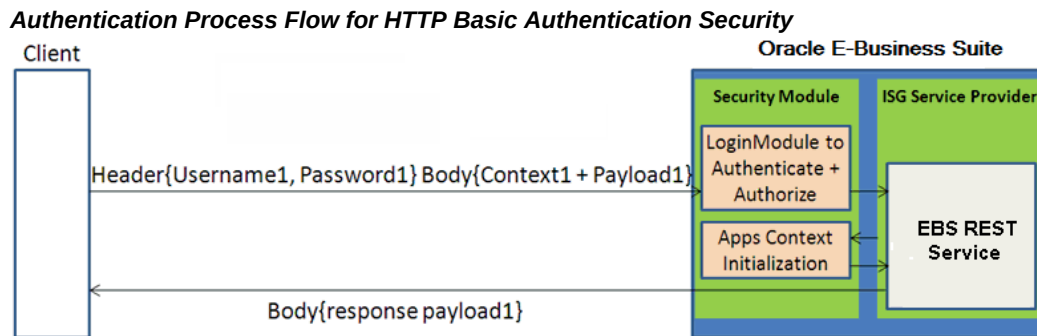 Authentication Process Flow for HTTP Basic Authentication Security
Client
Oracle E-Business Suite
Security Module
ISG Service Provider
LoginModule to
Authenticate +
Authorize
Header{Username1, Password1} Body{Context1 + Payload1}
Apps Context
Initialization
EBS REST
Service
Body{response payload1}